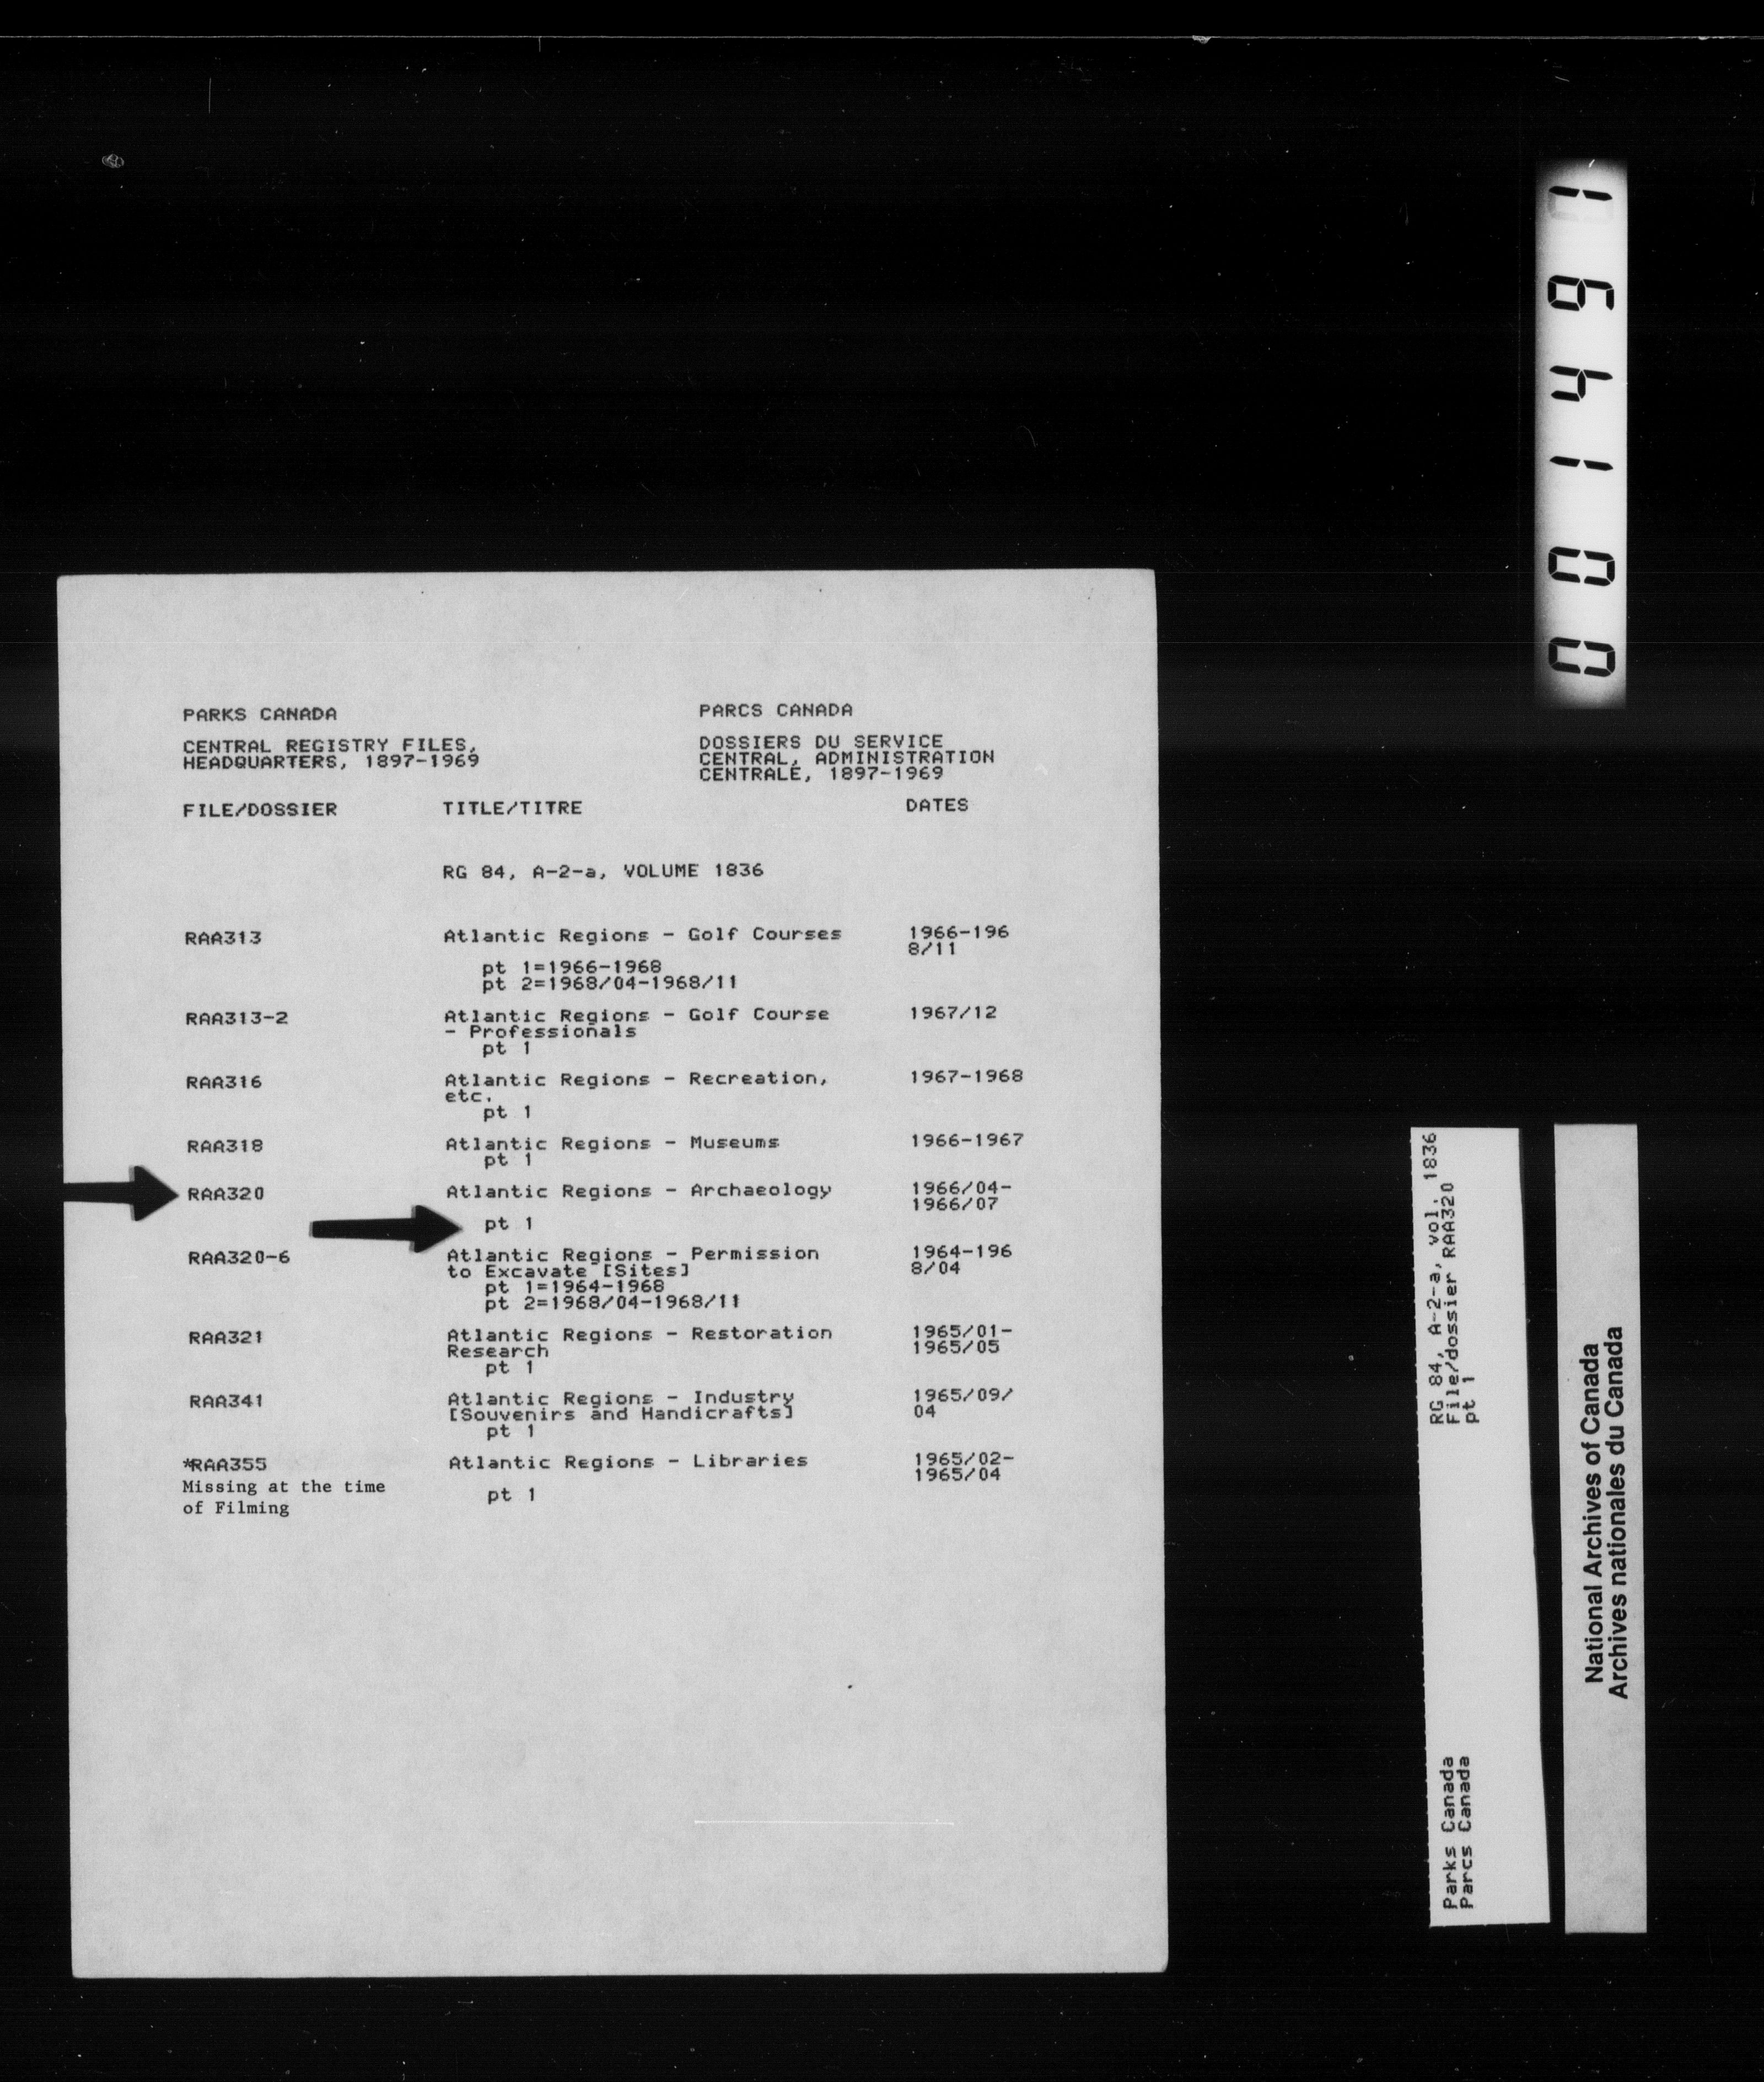 PARKS CANADA
CENTRAL REGISTRY FILES,
HEADQUARTERS, 1897-1969
PARCS CANADA
DOSSIERS DU SERVICE
CENTRAL, ADMINISTRATION
CENTRALE, 1897-1969
FILE/DOSSIER TITLE/TITRE DATES
RG 84, A-2-a, VOLUME 1836
RAA313 Atlantic Regions - Golf Courses 1966-196
8/11
pt 1=1966-1968
pt 2=1968/04-1968/11
RAA313-2 Atlantic Regions - Golf Course 1967/12
- Professionals
pt 1
RAA316 Atlantic Regions - Recreation, 1967-1968
etc.
pt 1
RAA318 Atlantic Regions - Museums 1966-1967
pt 1
RAA320 Atlantic Regions - Archaeology 1966/04-
1966/07
pt 1
RAA320-6 Atlantic Regions - Permission 1964-196
to Excavate [Sites] 8/04
pt 1=1964-1968
pt 2=1968/04-1968/11
RAA321 Atlantic Regions - Restoration 1965/01-
Research 1965/05
pt 1
RAA341 Atlantic Regions - Industry 1965/09/
[Souvenirs and Handicrafts] 04
pt 1
*RAA355 Atlantic Regions - Libraries 1965/02-
1965/04
Missing at the time
of Filming
pt 1
001491
RG 84, A-2-a, vol. 1836
File/dossier RAA320
pt 1
Parks Canada
Parcs Canada
National Archives of Canada
Archives nationales du Canada